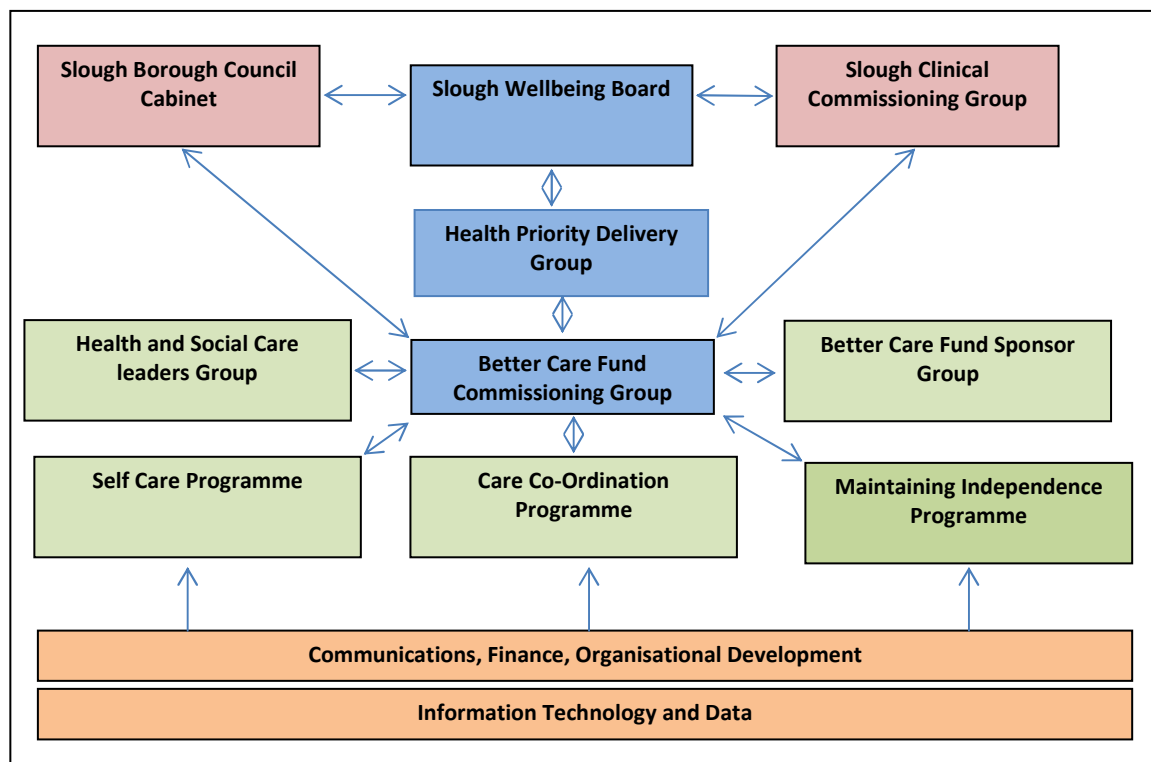 Slough Borough Council
Cabinet
Slough Wellbeing Board
Slough Clinical
Commissioning Group
Health Priority Delivery
Group
Health and Social Care
leaders Group
Better Care Fund
Commissioning Group
Better Care Fund Sponsor
Group
Self Care Programme
Care Co-Ordination
Programme
Maintaining Independence
Programme
Communications, Finance, Organisational Development
Information Technology and Data